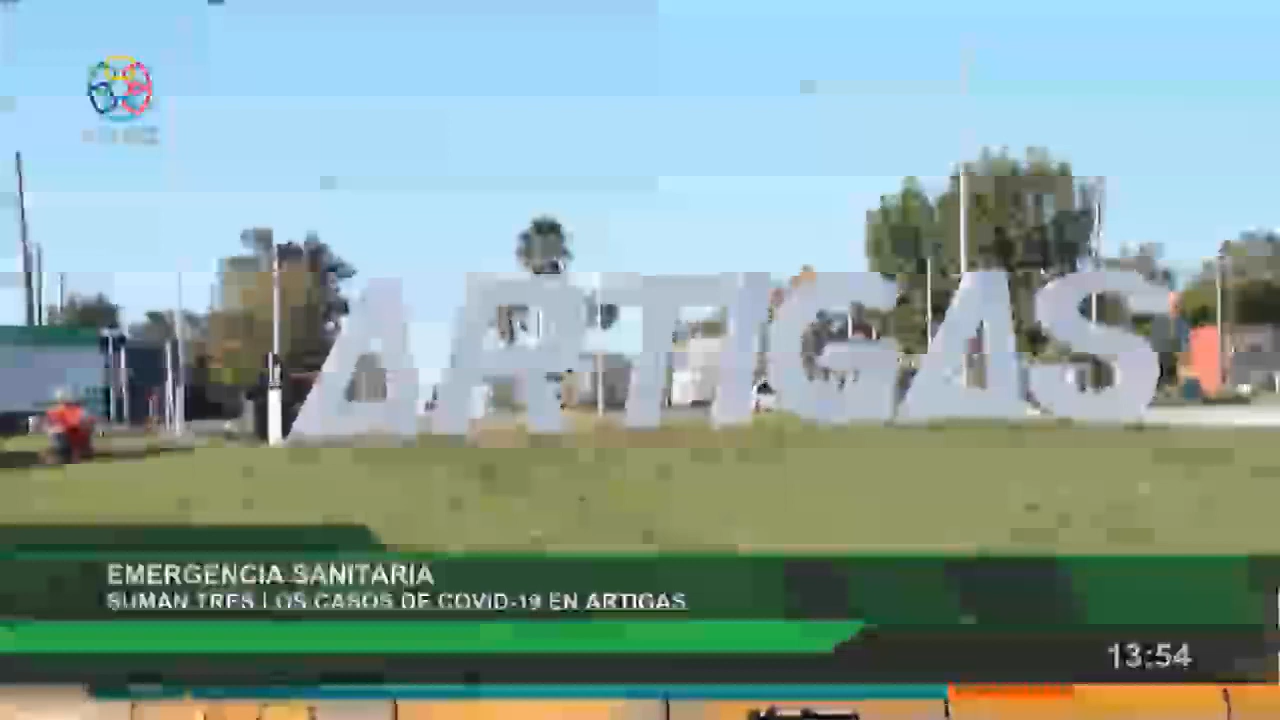 ARTIGAS
EMERGENCIA SANITARIA
SUMAN TRES LOS CASOS DE COVID-19 EN ARTIGAS
13:54